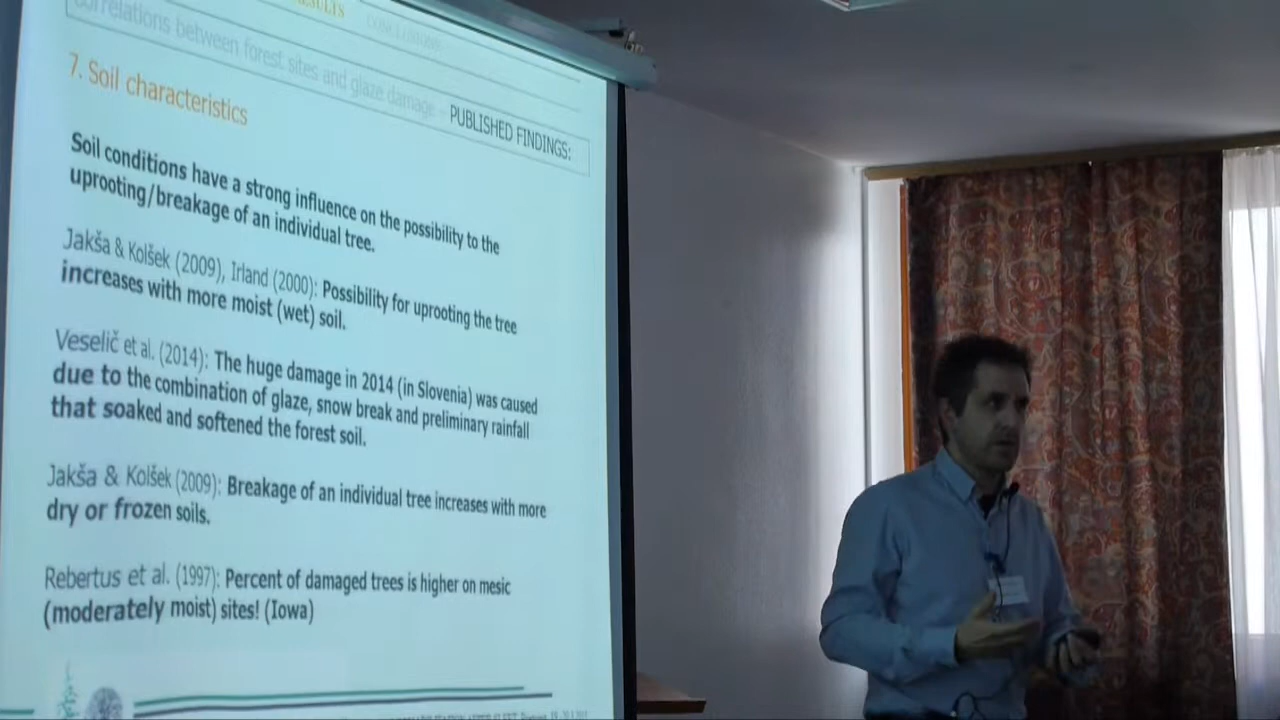 RESULTS CONCLUSIONS
correlations between forest sites and glaze damage - PUBLISHED FINDINGS:
7. Soil characteristics
Soil conditions have a strong influence on the possibility to the
uprooting/breakage of an individual tree.
Jakša & Kolšek (2009), Irland (2000): Possibility for uprooting the tree
increases with more moist (wet) soil.
Veselič et al. (2014): The huge damage in 2014 (in Slovenia) was caused
due to the combination of glaze, snow break and preliminary rainfall
that soaked and softened the forest soil.
Jakša & Kolšek (2009): Breakage of an individual tree increases with more
dry or frozen soils.
Rebertus et al. (1997): Percent of damaged trees is higher on mesic
(moderately moist) sites! (Iowa)